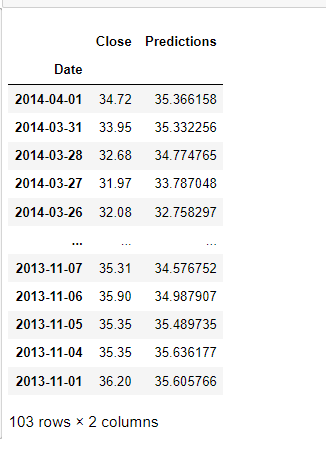 Close Predictions
Date
2014-04-01 34.72 35.366158
2014-03-31 33.95 35.332256
2014-03-28 32.68 34.774765
2014-03-27 31.97 33.787048
2014-03-26 32.08 32.758297
... ... ...
2013-11-07 35.31 34.576752
2013-11-06 35.90 34.987907
2013-11-05 35.35 35.489735
2013-11-04 35.35 35.636177
2013-11-01 36.20 35.605766
103 rows × 2 columns